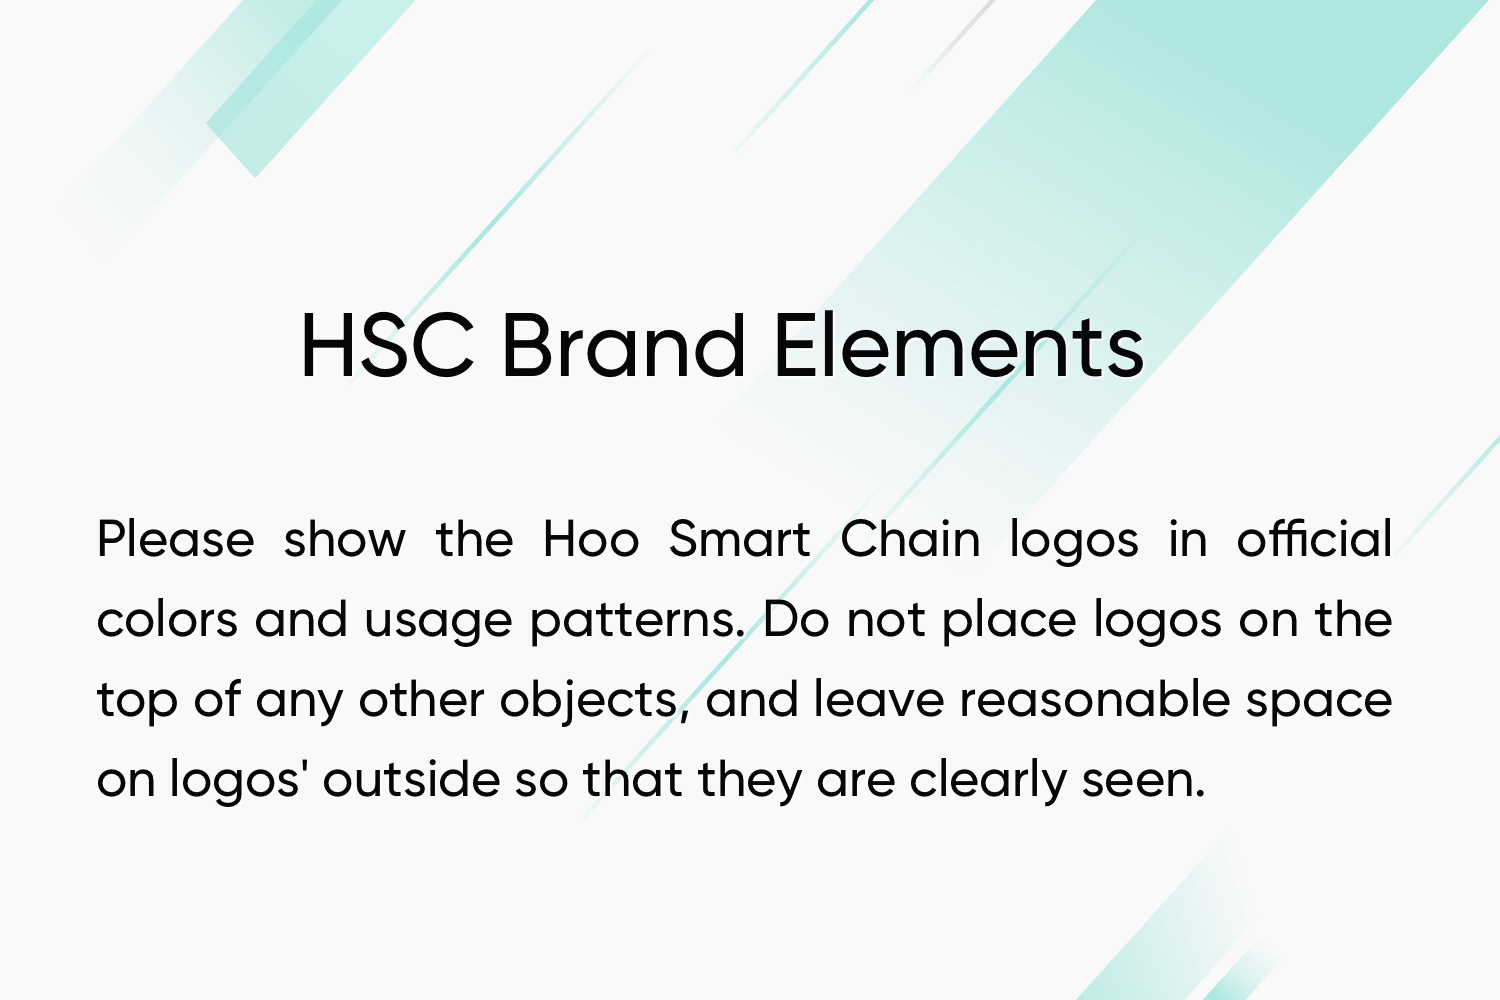 HSC Brand Elements
Please show the Hoo Smart Chain logos in official
colors and usage patterns. Do not place logos on the
top of any other objects, and leave reasonable space
on logos' outside so that they are clearly seen.